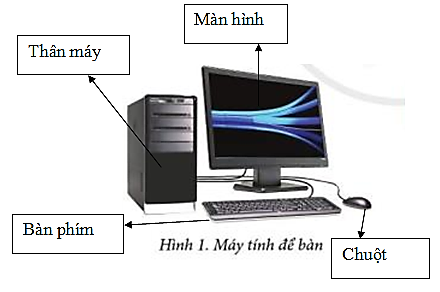 Màn hình
Thân máy
Bàn phím
Chuột
Hình 1. Máy tính để bàn